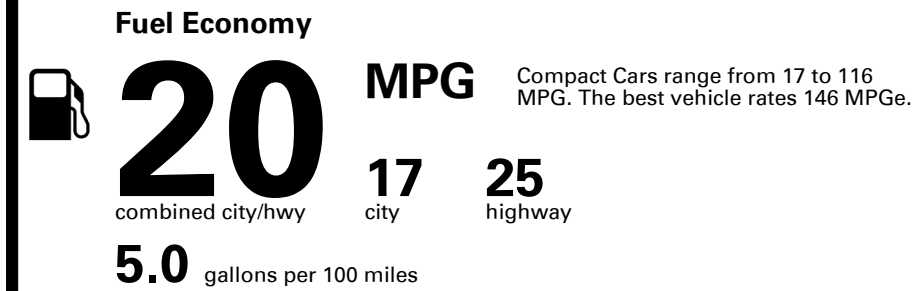 Fuel Economy
20 MPG
Compact Cars range from 17 to 116
MPG. The best vehicle rates 146 MPGe.
17 25
combined city/hwy city highway
5.0 gallons per 100 miles